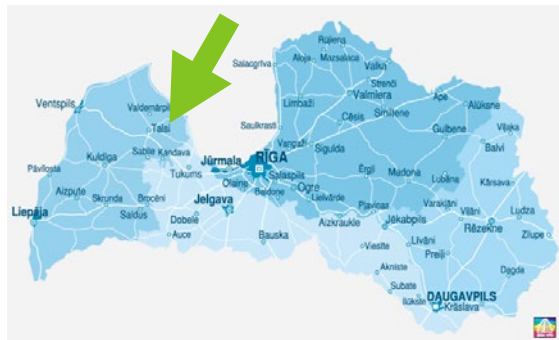 Rūjiena
Aloja
Mazsalaca
Salacgrīva
Valka
Strenči
Valmiera
Ape
Ventspils
Valdemārpils
Limbaži
Alūksne
Cēsis
Smiltene
Talsi
Saulkrasti
Gulbene
Viļaka
Vangaži
Sigulda
Balvi
Kuldīga
Sabile
Kandava
Jūrmala
RĪGA
Pāvilosta
Tukums
Salaspils
Ērgļi
Madona
Lubāna
Olaine
Ogre
Kārsava
Aizpute
Skrunda
Brocēni
Jelgava
Baldone
Lielvārde
Pļaviņas
Varakļāni
Liepāja
Saldus
Dobele
Aizkraukle
Jēkabpils
Viļāni
Ludza
Auce
Bauska
Rēzekne
Zilupe
Viesīte
Līvāni
Preiļi
Akniste
Dagda
Subate
Ilūkste
DAUGAVPILS
Krāslava